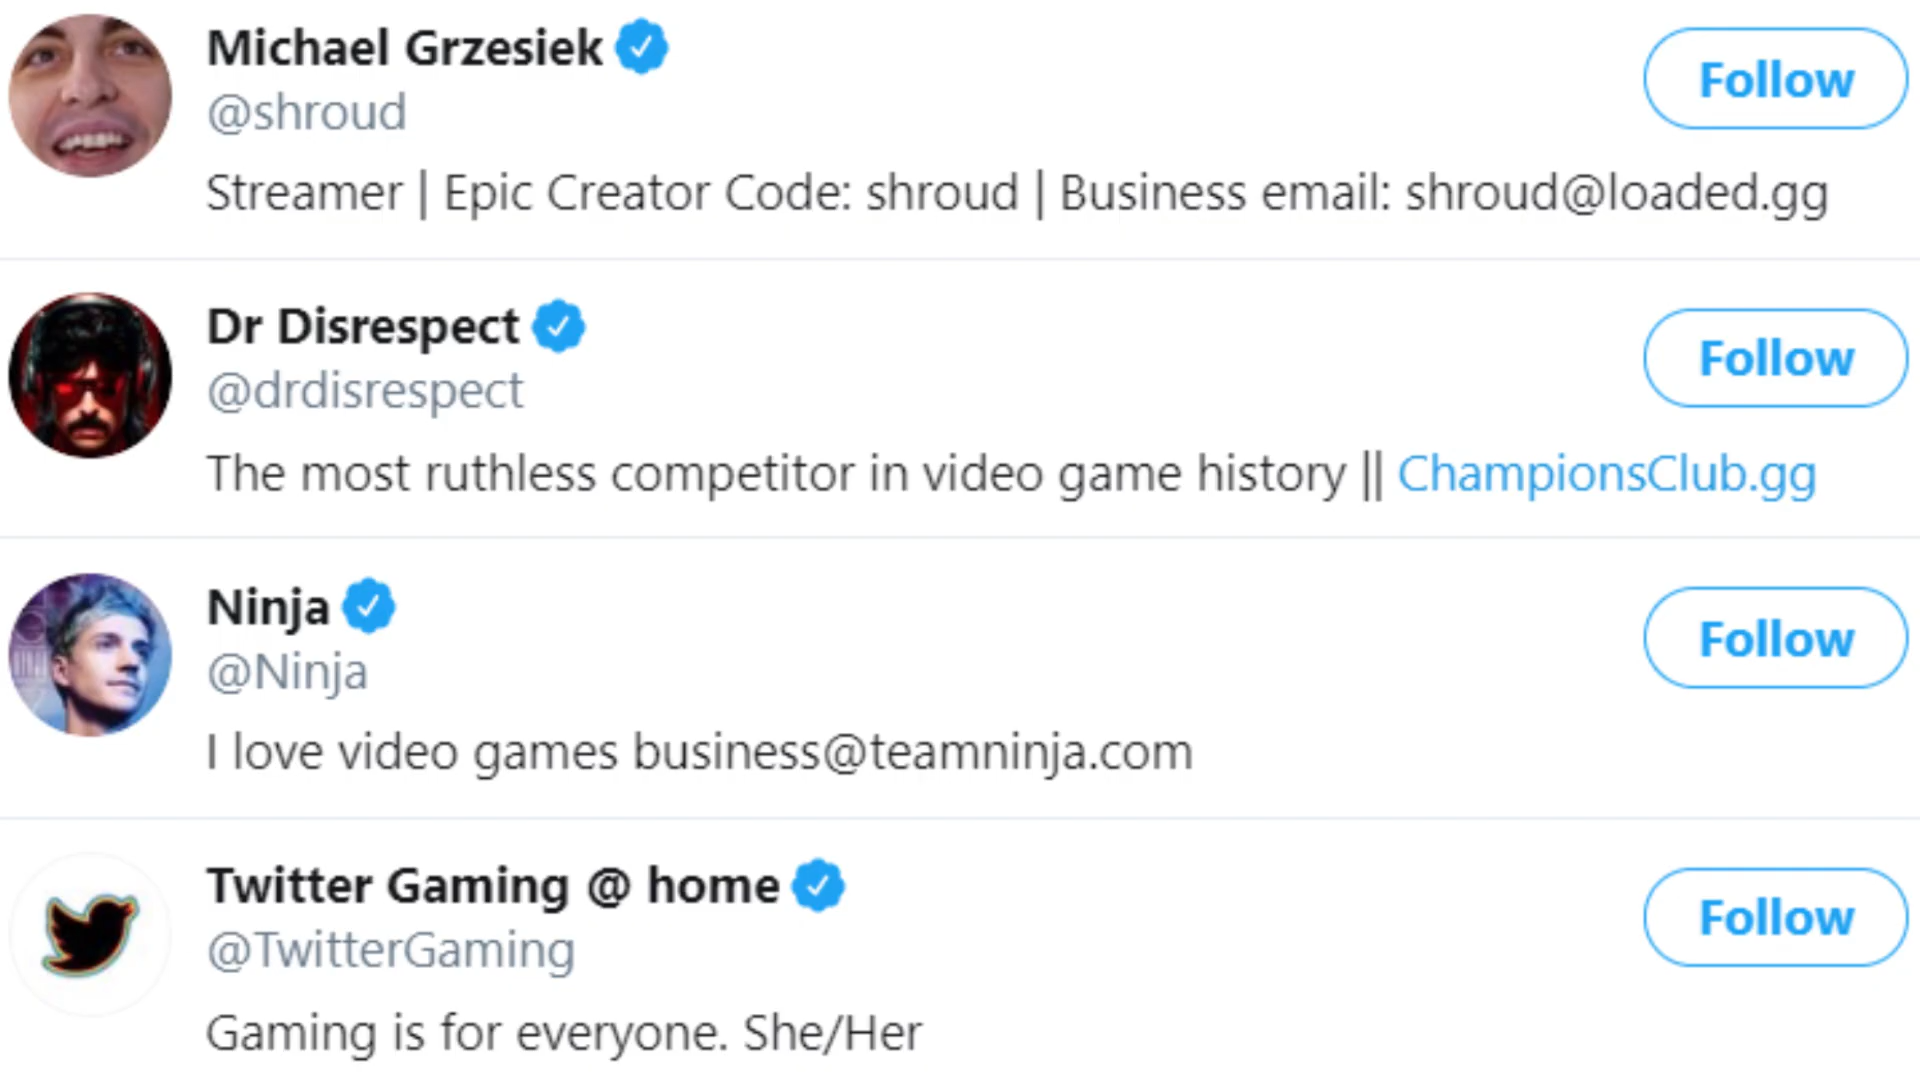 Michael Grzesiek
Follow
@shroud
Streamer | Epic Creator Code: shroud | Business email: shroud@loaded.gg
Dr Disrespect
Follow
@drdisrespect
The most ruthless competitor in video game history || ChampionsClub.gg
Ninja
Follow
@Ninja
I love video games business@teamninja.com
Twitter Gaming @ home
Follow
@TwitterGaming
Gaming is for everyone. She/Her